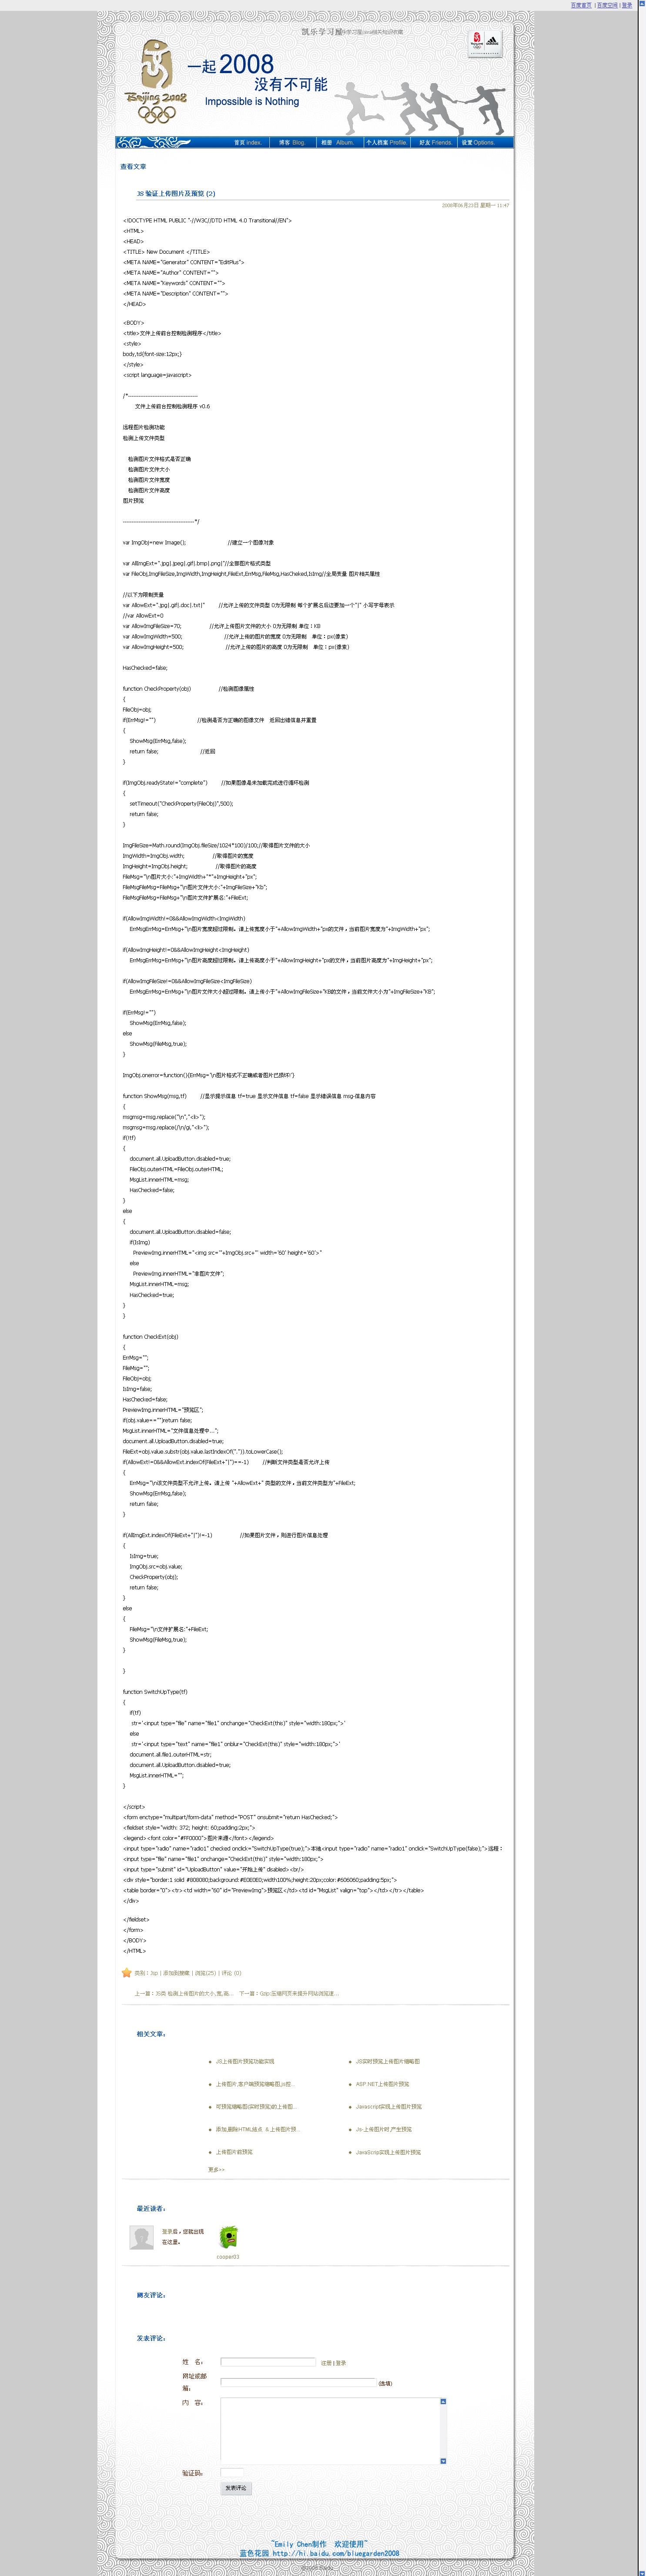 百度首页 | 百度空间 | 登录
凯乐学习屋
Beijing 2008
一起2008
没有不可能
Impossible is Nothing
首页 Index. 博客 Blog. 相册 Album. 个人档案 Profile. 好友 Friends. 设置 Options.
查看文章
JS 验证上传图片及预览 (2)
2008年06月23日 星期一 11:47
<!DOCTYPE HTML PUBLIC "-//W3C//DTD HTML 4.0 Transitional//EN">
<HTML>
<HEAD>
<TITLE> New Document </TITLE>
<META NAME="Generator" CONTENT="EditPlus">
<META NAME="Author" CONTENT="">
<META NAME="Keywords" CONTENT="">
<META NAME="Description" CONTENT="">
</HEAD>
<BODY>
<title>文件上传前台控制检测程序</title>
<style>
body,td{font-size:12px;}
</style>
<script language=javascript>
/*----------------------------------
文件上传前台控制检测程序 v0.6
远程图片检测功能
检测上传文件类型
检测图片文件格式是否正确
检测图片文件大小
检测图片文件宽度
检测图片文件高度
图片预览
-----------------------------------*/
var ImgObj=new Image(); //建立一个图像对象
var AllImgExt=".jpg|.jpeg|.gif|.bmp|.png|"//全部图片格式类型
var FileObj,ImgFileSize,ImgWidth,ImgHeight,FileExt,ErrMsg,FileMsg,HasCheked,IsImg//全局变量 图片相关属性
//以下为限制变量
var AllowExt=".jpg|.gif|.doc|.txt|" //允许上传的文件类型 0为无限制 每个扩展名后边要加一个"|" 小写字母表示
//var AllowExt=0
var AllowImgFileSize=70; //允许上传图片文件的大小 0为无限制 单位：KB
var AllowImgWidth=500; //允许上传的图片的宽度 0为无限制 单位：px(像素)
var AllowImgHeight=500; //允许上传的图片的高度 0为无限制 单位：px(像素)
HasChecked=false;
function CheckProperty(obj) //检测图像属性
{
FileObj=obj;
if(ErrMsg!="") //检测是否为正确的图像文件 返回出错信息并重置
{
ShowMsg(ErrMsg,false);
return false; //返回
}
if(ImgObj.readyState!="complete") //如果图像是未加载完成进行循环检测
{
setTimeout("CheckProperty(FileObj)",500);
return false;
}
ImgFileSize=Math.round(ImgObj.fileSize/1024*100)/100;//取得图片文件的大小
ImgWidth=ImgObj.width; //取得图片的宽度
ImgHeight=ImgObj.height; //取得图片的高度
FileMsg="\n图片大小:"+ImgWidth+"*"+ImgHeight+"px";
FileMsgFileMsg=FileMsg+"\n图片文件大小:"+ImgFileSize+"Kb";
FileMsgFileMsg=FileMsg+"\n图片文件扩展名:"+FileExt;
if(AllowImgWidth!=0&&AllowImgWidth<ImgWidth)
ErrMsgErrMsg=ErrMsg+"\n图片宽度超过限制。请上传宽度小于"+AllowImgWidth+"px的文件，当前图片宽度为"+ImgWidth+"px";
if(AllowImgHeight!=0&&AllowImgHeight<ImgHeight)
ErrMsgErrMsg=ErrMsg+"\n图片高度超过限制。请上传高度小于"+AllowImgHeight+"px的文件，当前图片高度为"+ImgHeight+"px";
if(AllowImgFileSize!=0&&AllowImgFileSize<ImgFileSize)
ErrMsgErrMsg=ErrMsg+"\n图片文件大小超过限制。请上传小于"+AllowImgFileSize+"KB的文件，当前文件大小为"+ImgFileSize+"KB";
if(ErrMsg!="")
ShowMsg(ErrMsg,false);
else
ShowMsg(FileMsg,true);
}
ImgObj.onerror=function(){ErrMsg='\n图片格式不正确或者图片已损坏!'}
function ShowMsg(msg,tf) //显示提示信息 tf=true 显示文件信息 tf=false 显示错误信息 msg-信息内容
{
msgmsg=msg.replace("\n","<li>");
msgmsg=msg.replace(/\n/gi,"<li>");
if(!tf)
{
document.all.UploadButton.disabled=true;
FileObj.outerHTML=FileObj.outerHTML;
MsgList.innerHTML=msg;
HasChecked=false;
}
else
{
document.all.UploadButton.disabled=false;
if(IsImg)
PreviewImg.innerHTML="<img src='"+ImgObj.src+"' width='60' height='60'>"
else
PreviewImg.innerHTML="非图片文件";
MsgList.innerHTML=msg;
HasChecked=true;
}
}
function CheckExt(obj)
{
ErrMsg="";
FileMsg="";
FileObj=obj;
IsImg=false;
HasChecked=false;
PreviewImg.innerHTML="预览区";
if(obj.value=="")return false;
MsgList.innerHTML="文件信息处理中...";
document.all.UploadButton.disabled=true;
FileExt=obj.value.substr(obj.value.lastIndexOf(".")).toLowerCase();
if(AllowExt!=0&&AllowExt.indexOf(FileExt+"|")==-1) //判断文件类型是否允许上传
{
ErrMsg="\n该文件类型不允许上传。请上传 "+AllowExt+" 类型的文件，当前文件类型为"+FileExt;
ShowMsg(ErrMsg,false);
return false;
}
if(AllImgExt.indexOf(FileExt+"|")!=-1) //如果图片文件，则进行图片信息处理
{
IsImg=true;
ImgObj.src=obj.value;
CheckProperty(obj);
return false;
}
else
{
FileMsg="\n文件扩展名:"+FileExt;
ShowMsg(FileMsg,true);
}
}
function SwitchUpType(tf)
{
if(tf)
str='<input type="file" name="file1" onchange="CheckExt(this)" style="width:180px;">'
else
str='<input type="text" name="file1" onblur="CheckExt(this)" style="width:180px;">'
document.all.file1.outerHTML=str;
document.all.UploadButton.disabled=true;
MsgList.innerHTML="";
}
</script>
<form enctype="multipart/form-data" method="POST" onsubmit="return HasChecked;">
<fieldset style="width: 372; height: 60;padding:2px;">
<legend><font color="#FF0000">图片来源</font></legend>
<input type="radio" name="radio1" checked onclick="SwitchUpType(true);">本地<input type="radio" name="radio1" onclick="SwitchUpType(false);">远程：
<input type="file" name="file1" onchange="CheckExt(this)" style="width:180px;">
<input type="submit" id="UploadButton" value="开始上传" disabled><br/>
<div style="border:1 solid #808080;background:#E0E0E0;width100%;height:20px;color:#606060;padding:5px;">
<table border="0"><tr><td width="60" id="PreviewImg">预览区</td><td id="MsgList" valign="top"></td></tr></table>
</div>
</fieldset>
</form>
</BODY>
</HTML>
类别：Jsp | 添加到搜藏 | 浏览(25) | 评论 (0)
上一篇：JS类 检测上传图片的大小,宽,高... 下一篇：Gzip:压缩网页来提升网站浏览速...
相关文章：
• JS上传图片预览功能实现 • JS实时预览上传图片缩略图
• 上传图片,客户端预览缩略图,js控... • ASP.NET上传图片预览
• 可预览缩略图(实时预览)的上传图... • Javascript实现上传图片预览
• 添加,删除HTML结点 & 上传图片预... • Js-上传图片时,产生预览
• 上传图片前预览 • JavaScrip实现上传图片预览
更多>>
最近读者：
登录后，您就出现在这里。
cooper03
网友评论：
发表评论：
姓 名： 注册 | 登录
网址或邮箱： (选填)
内 容：
验证码：
发表评论
~Emily Chen制作 欢迎使用~
蓝色花园 http://hi.baidu.com/bluegarden2008